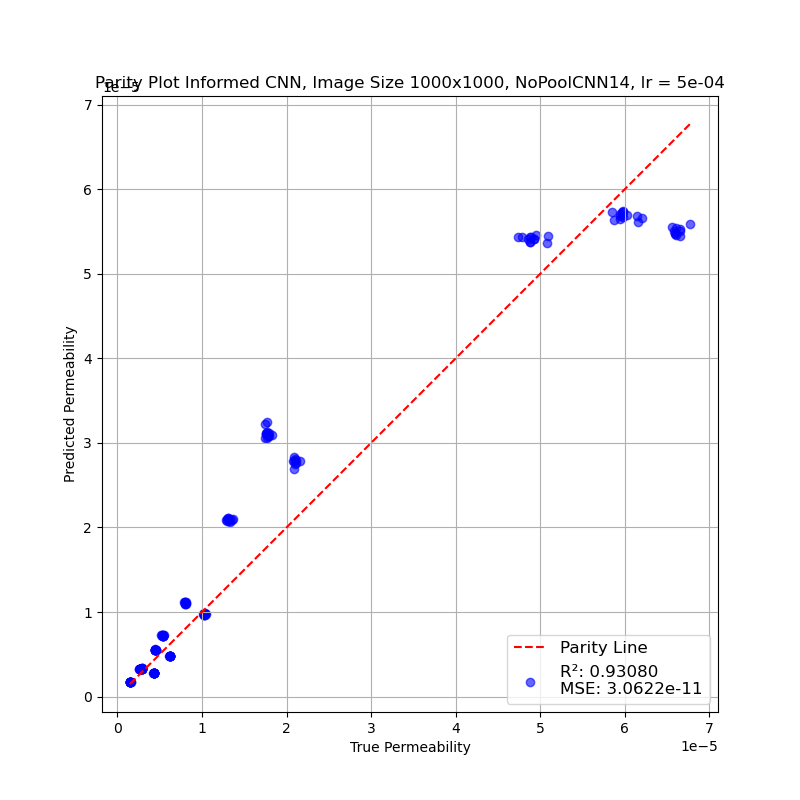 Parity Plot Informed CNN, Image Size 1000x1000, NoPoolCNN14, lr = 5e-04
1e−5
7
6
5
4
3
2
1
0
Predicted Permeability
Parity Line
R²: 0.93080
MSE: 3.0622e-11
0 1 2 3 4 5 6 7
1e−5
True Permeability